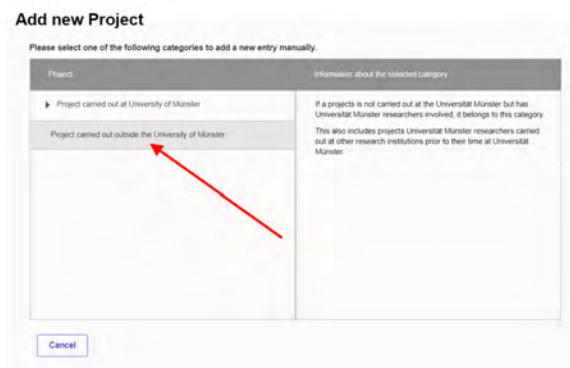 Add new Project
Please select one of the following categories to add a new entry manually.
Project
Information about the selected category
Project carried out at University of Münster
Project carried out outside the University of Münster
If a projects is not carried out at the Universität Münster but has
Universität Münster researchers involved, it belongs to this category
This also includes projects Universität Münster researchers carried
out at other research institutions prior to their time at Universität
Münster.
Cancel